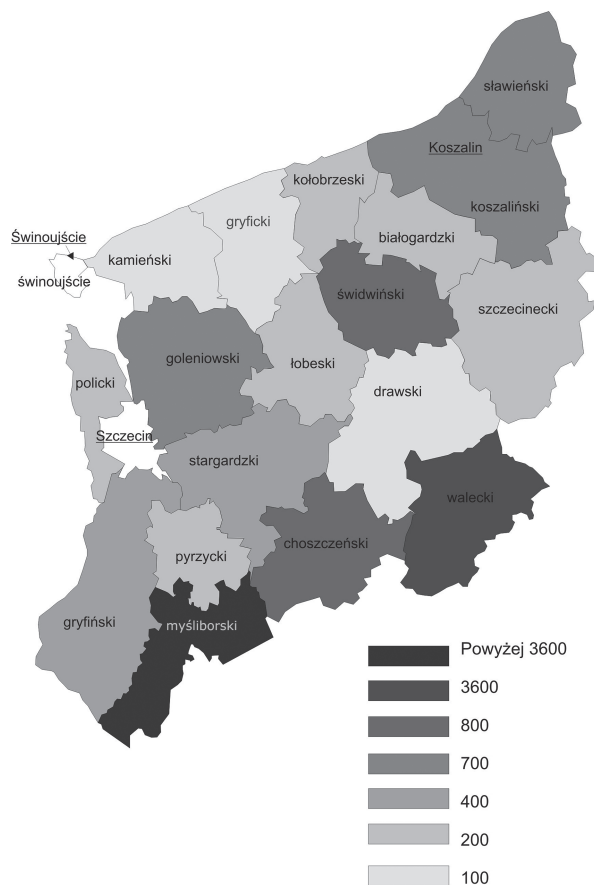 sławieński
Koszalin
kołobrzeski
koszaliński
gryficki
białogardzki
Świnoujście
kamieński
świnoujście
świdwiński
szczecinecki
goleniowski
łobeski
policki
drawski
Szczecin
stargardzki
walecki
choszczeński
pyrzycki
gryfiński
myśliborski
Powyżej 3600
3600
800
700
400
200
100